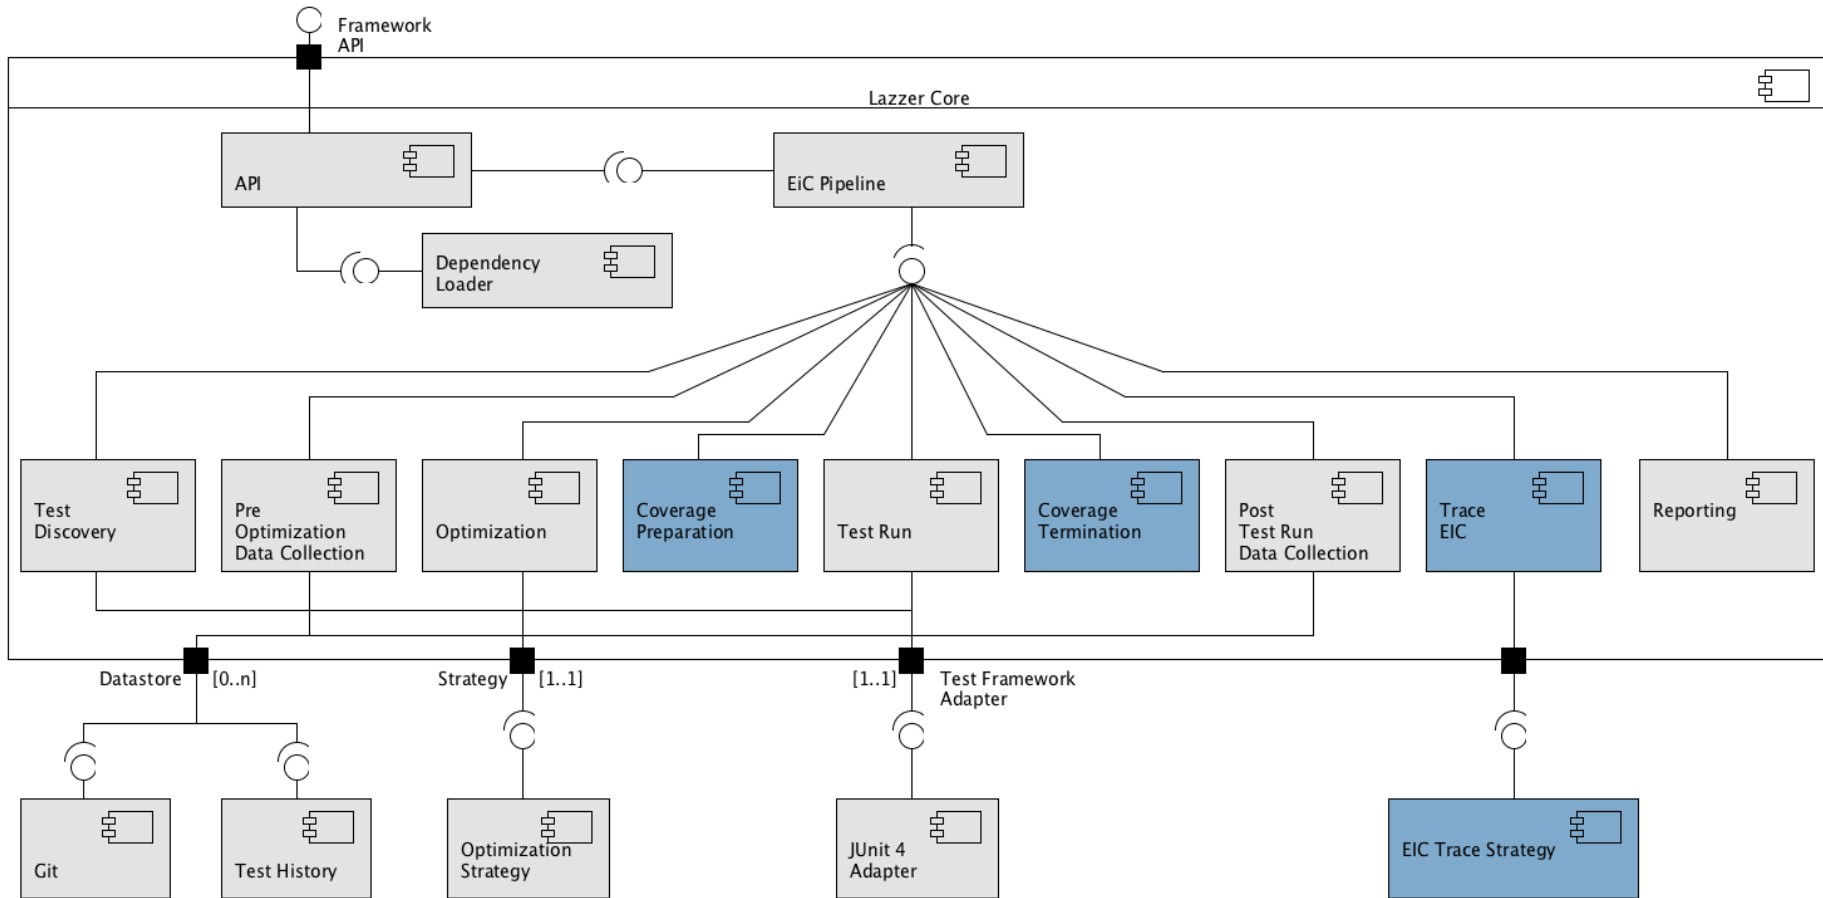 Framework
API
Lazzer Core
API
EiC Pipeline
Dependency
Loader
Test
Discovery
Pre
Optimization
Data Collection
Optimization
Coverage
Preparation
Test Run
Coverage
Termination
Post
Test Run
Data Collection
Trace
EIC
Reporting
Datastore
[0..n]
Strategy
[1..1]
[1..1]
Test Framework
Adapter
Git
Test History
Optimization
Strategy
JUnit 4
Adapter
EIC Trace Strategy